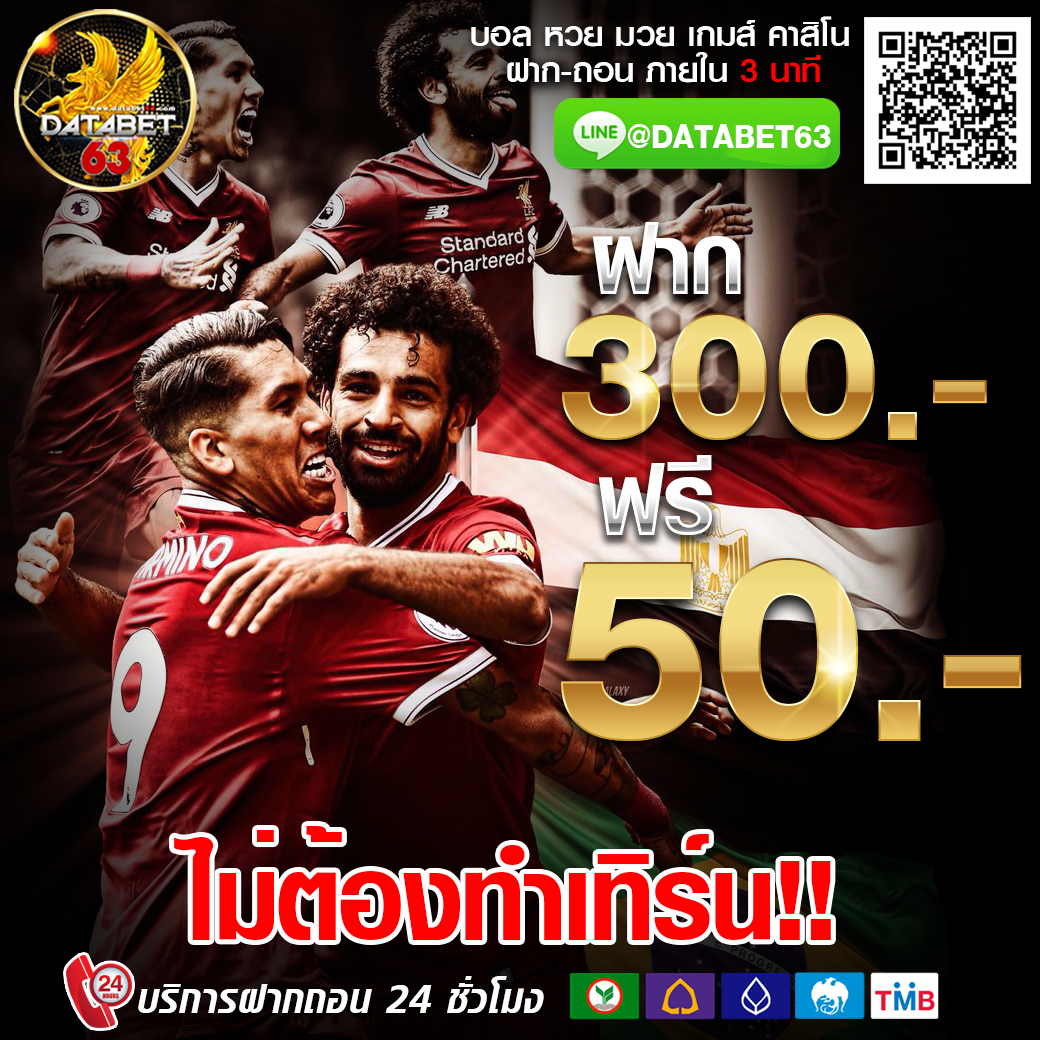 บอล หวย มวย เกมส์ คาสิโน
ฝาก-ถอน ภายใน 3 นาที
LINE @DATABET63
DATABET
63
Standard
Chartered
ฝาก
300.-
ฟรี
50.-
9
ไม่ต้องทำเทิร์น!!
24
HOURS
บริการฝากถอน 24 ชั่วโมง
TMB